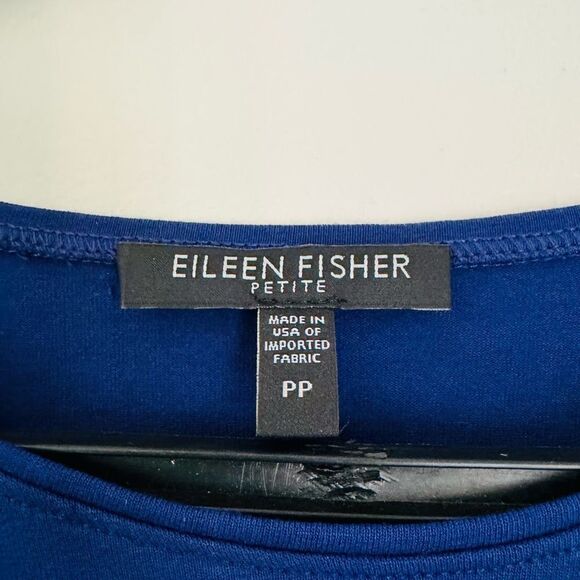 EILEEN FISHER
PETITE
MADE IN
USA OF
IMPORTED
FABRIC
PP